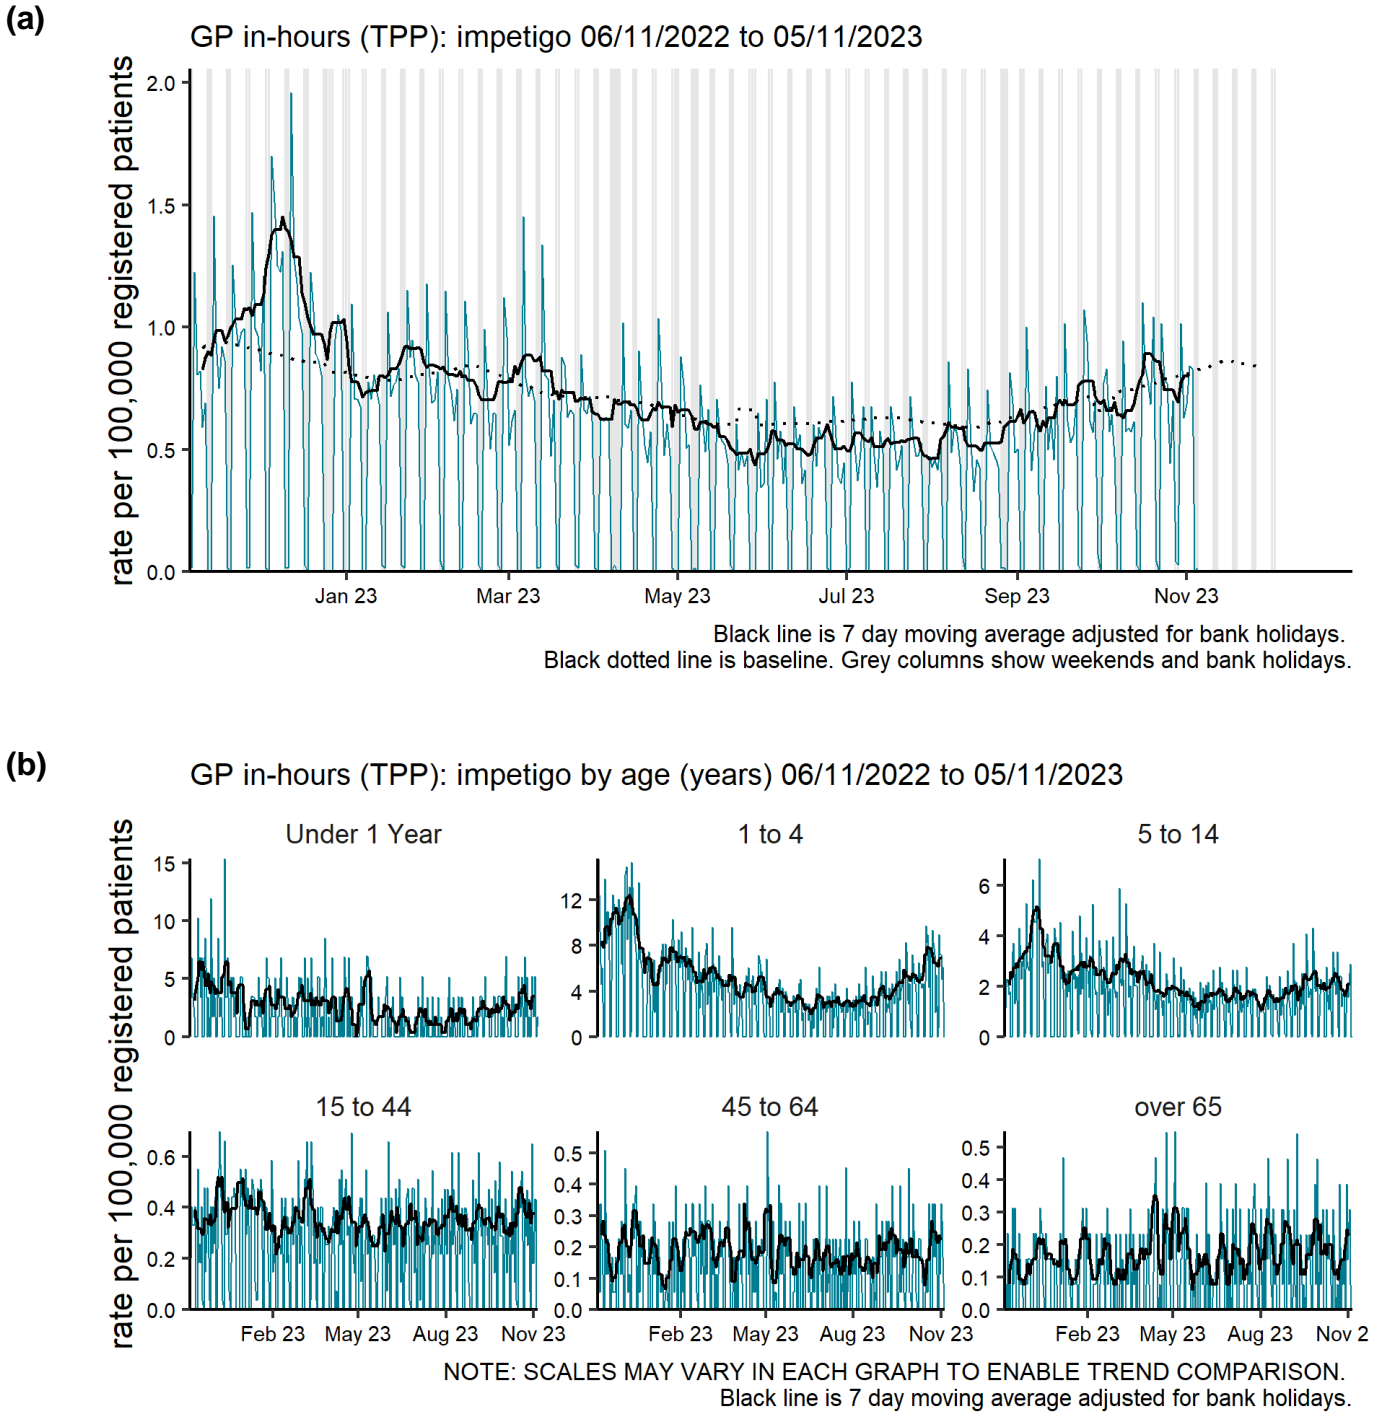 (a)
GP in-hours (TPP): impetigo 06/11/2022 to 05/11/2023
rate per 100,000 registered patients
2.0
1.5
1.0
0.5
0.0
Jan 23 Mar 23 May 23 Jul 23 Sep 23 Nov 23
Black line is 7 day moving average adjusted for bank holidays.
Black dotted line is baseline. Grey columns show weekends and bank holidays.
(b)
GP in-hours (TPP): impetigo by age (years) 06/11/2022 to 05/11/2023
rate per 100,000 registered patients
Under 1 Year 1 to 4 5 to 14
15
10
5
0
12
8
4
0
6
4
2
0
15 to 44 45 to 64 over 65
0.6
0.4
0.2
0.0
0.5
0.4
0.3
0.2
0.1
0.0
0.5
0.4
0.3
0.2
0.1
0.0
Feb 23 May 23 Aug 23 Nov 23 Feb 23 May 23 Aug 23 Nov 23 Feb 23 May 23 Aug 23 Nov 2
NOTE: SCALES MAY VARY IN EACH GRAPH TO ENABLE TREND COMPARISON.
Black line is 7 day moving average adjusted for bank holidays.